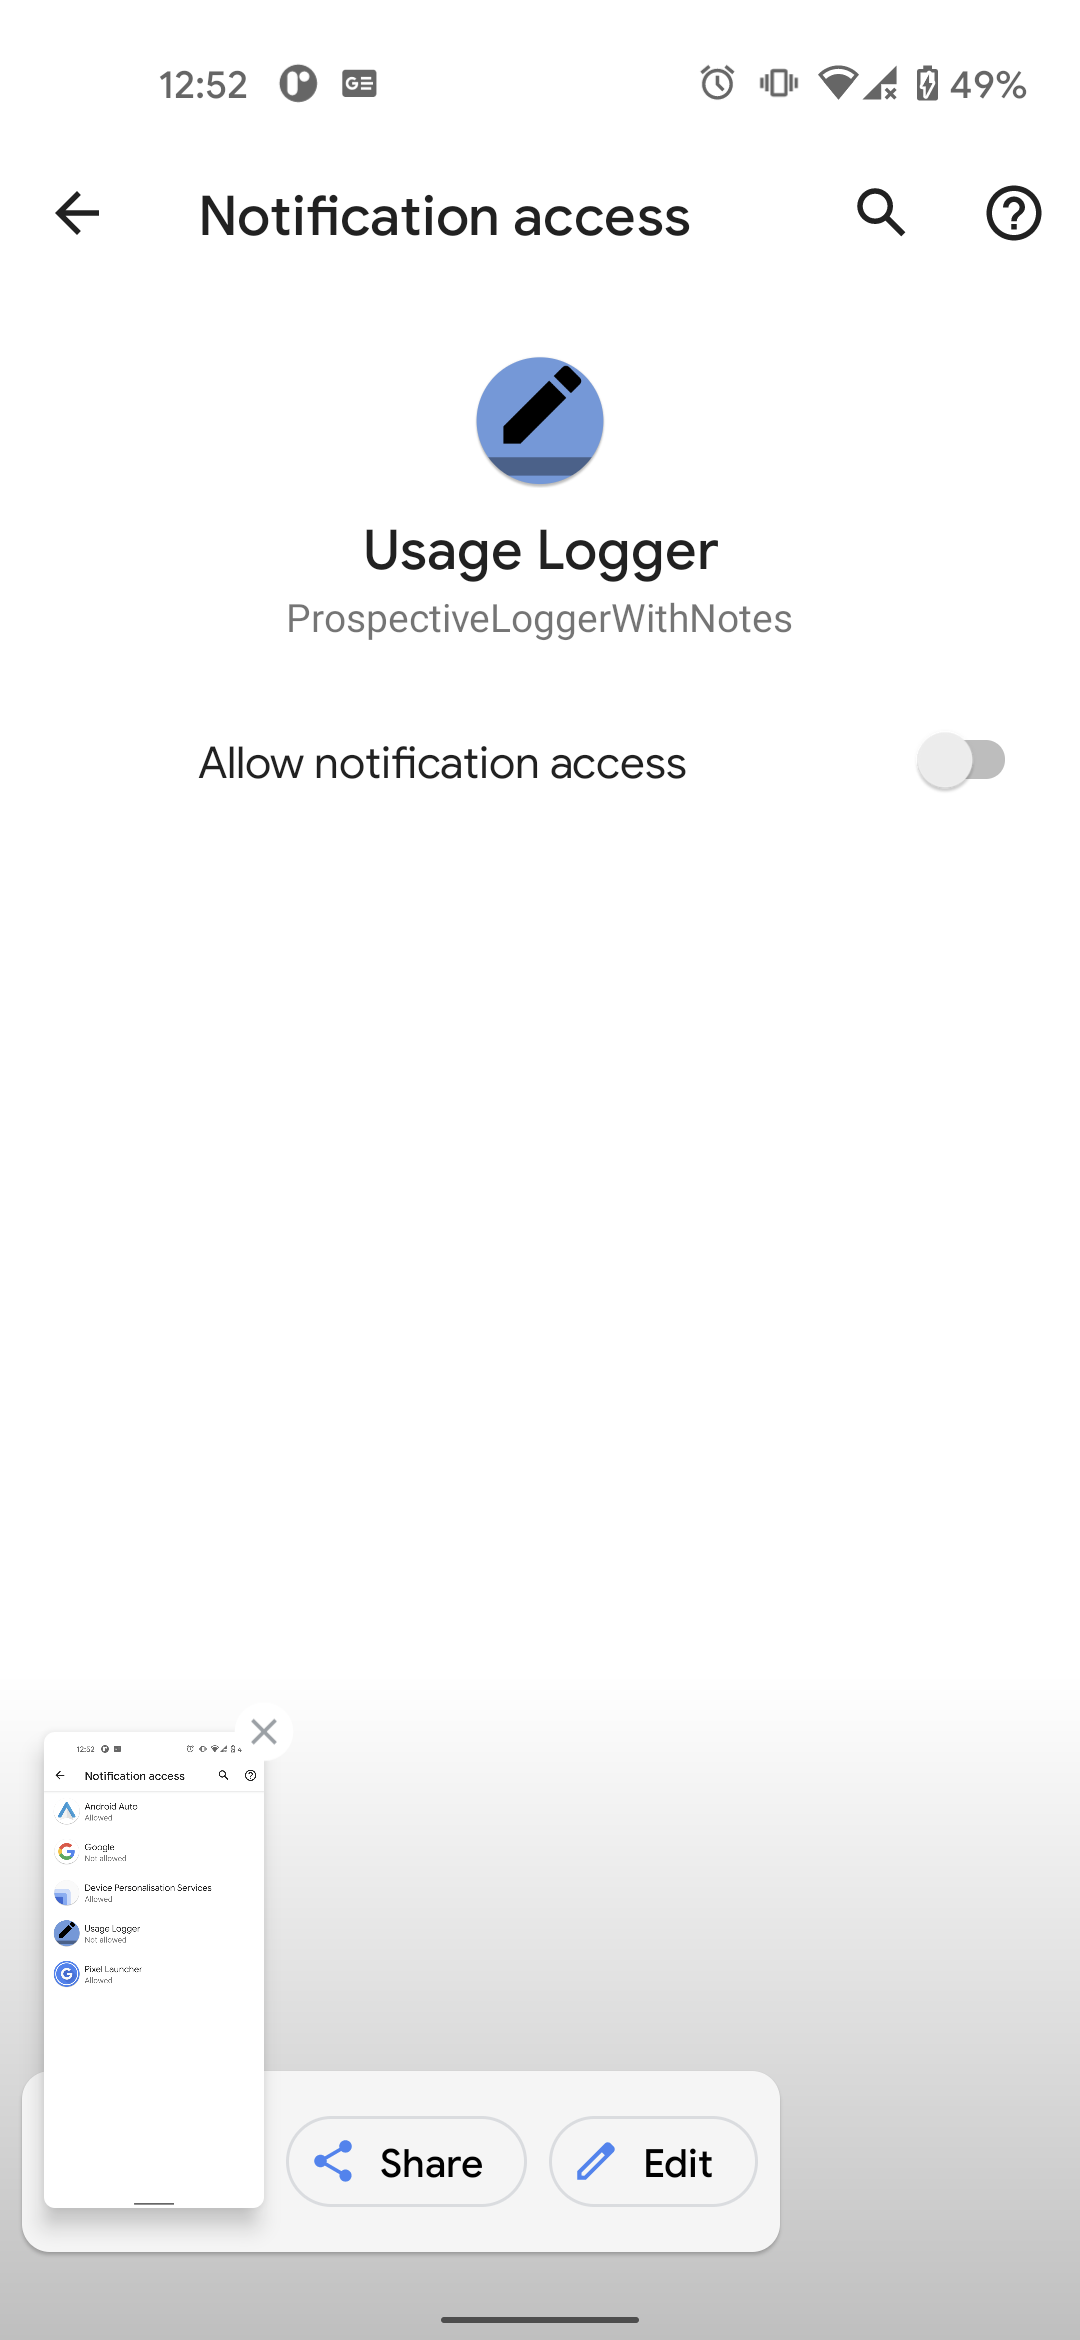 12:52
49%
Notification access
Usage Logger
ProspectiveLoggerWithNotes
Allow notification access
12:52
4
Notification access
Android Auto
Allowed
Google
Not allowed
Device Personalisation Services
Allowed
Usage Logger
Not allowed
Pixel Launcher
Allowed
Share
Edit